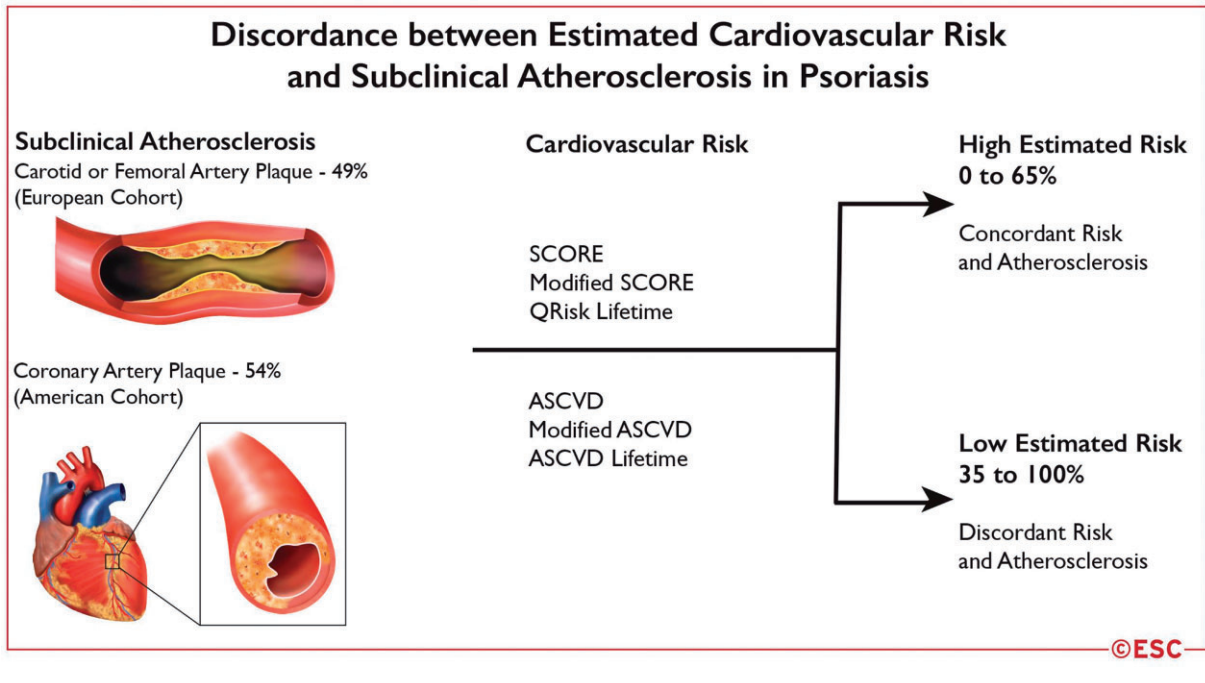 Discordance between Estimated Cardiovascular Risk
and Subclinical Atherosclerosis in Psoriasis
Subclinical Atherosclerosis
Carotid or Femoral Artery Plaque - 49%
(European Cohort)
Coronary Artery Plaque - 54%
(American Cohort)
Cardiovascular Risk
SCORE
Modified SCORE
QRisk Lifetime
ASCVD
Modified ASCVD
ASCVD Lifetime
High Estimated Risk
0 to 65%
Concordant Risk
and Atherosclerosis
Low Estimated Risk
35 to 100%
Discordant Risk
and Atherosclerosis
©ESC